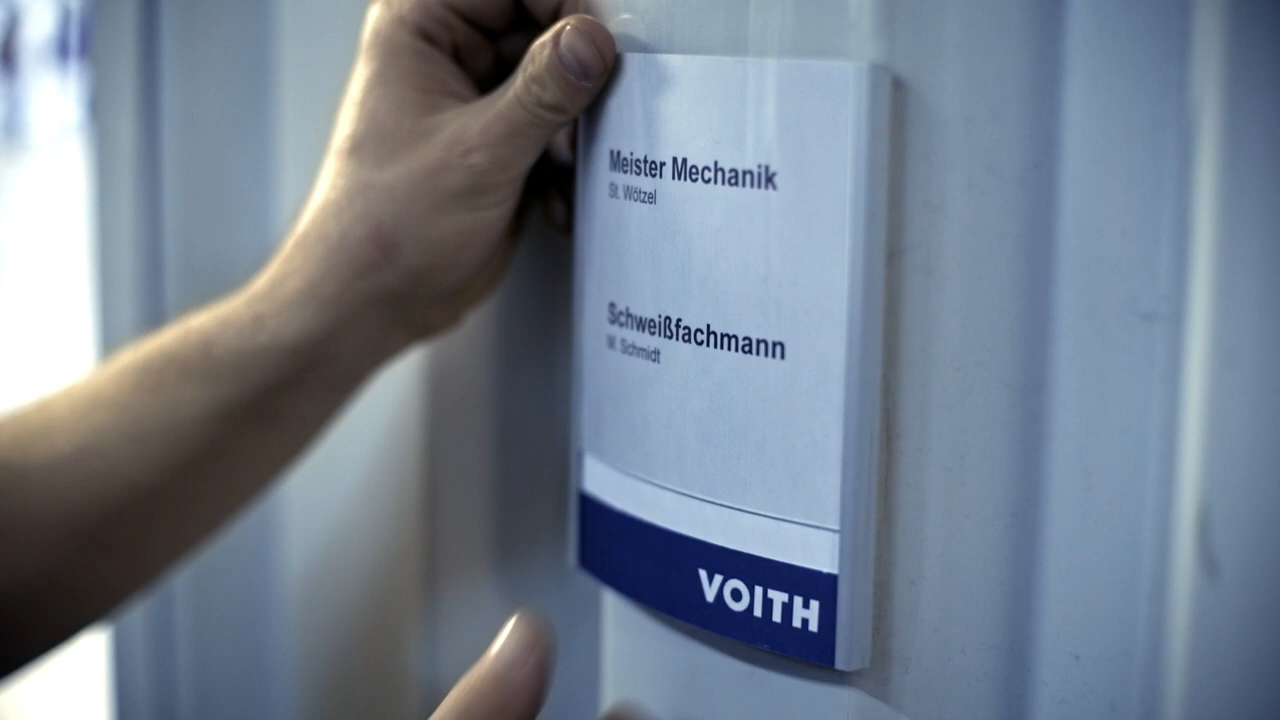 Meister Mechanik
St. Wötzel
Schweißfachmann
W. Schmidt
VOITH